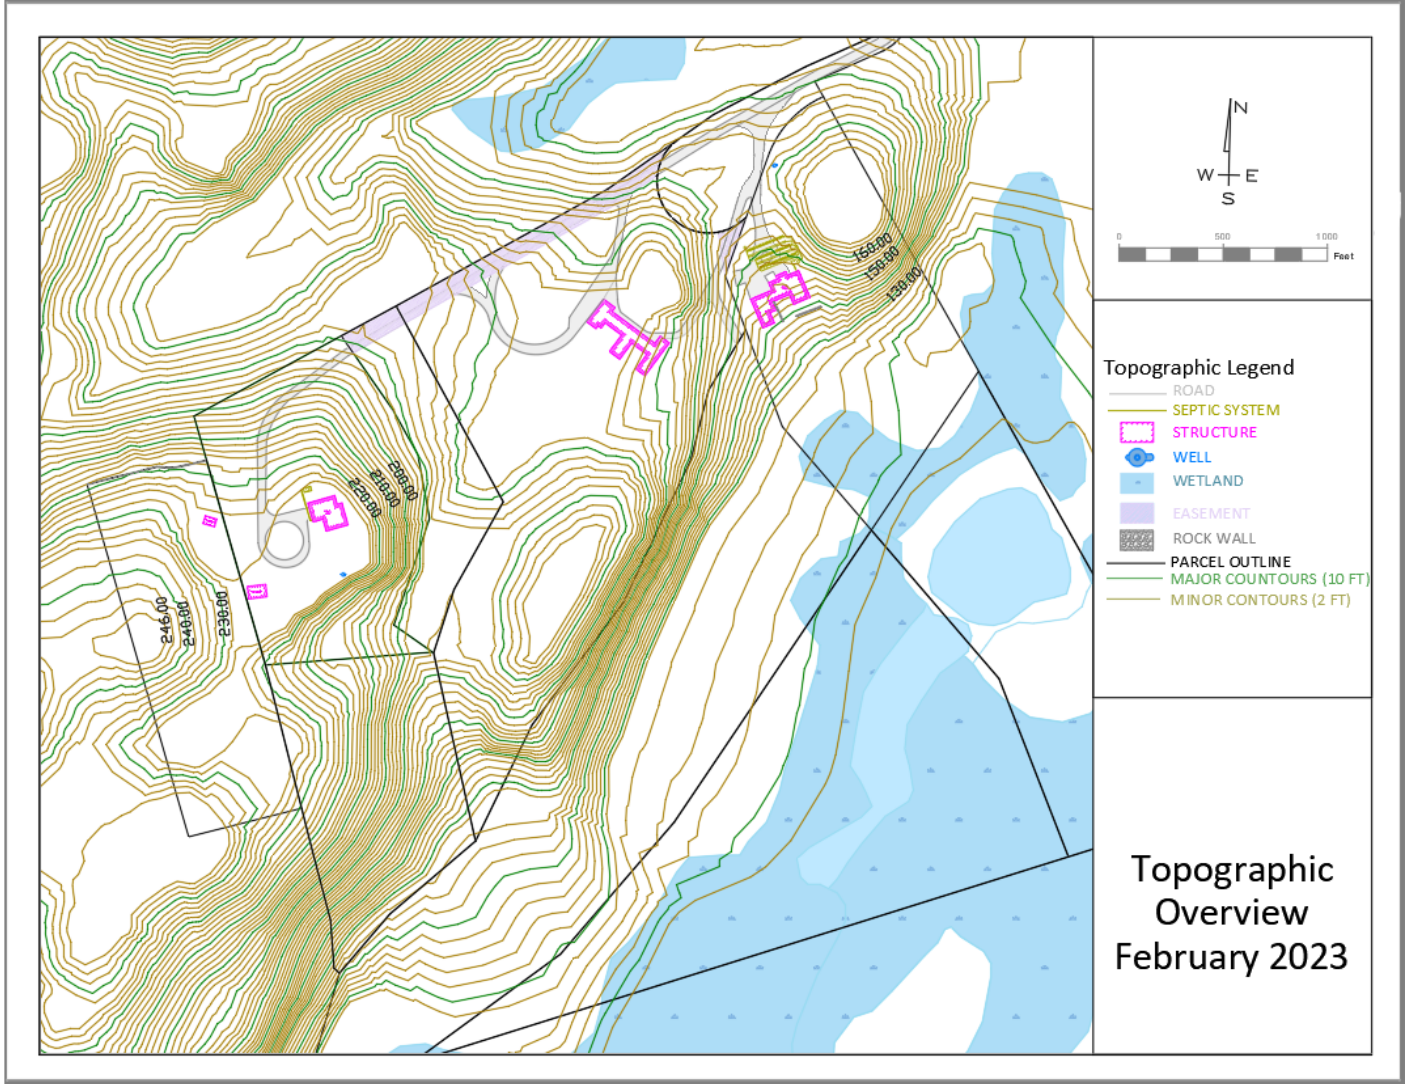 N
W E
S
0 500 1000
Feet
160.00
150.00
130.00
200.00
210.00
220.00
246.00
240.00
230.00
Topographic Legend
ROAD
SEPTIC SYSTEM
STRUCTURE
WELL
WETLAND
EASEMENT
ROCK WALL
PARCEL OUTLINE
MAJOR COUNTOURS (10 FT)
MINOR CONTOURS (2 FT)
Topographic
Overview
February 2023